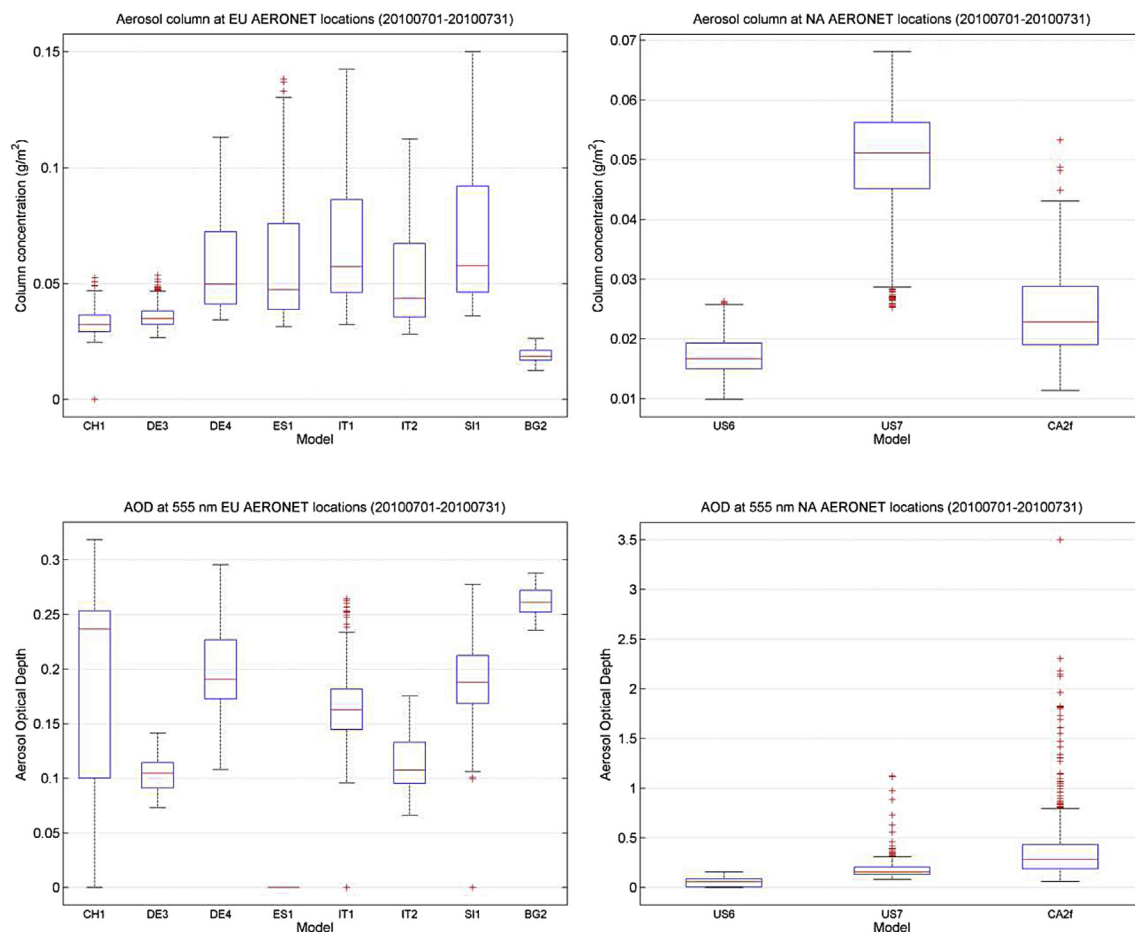 Aerosol column at EU AERONET locations (20100701-20100731)
Column concentration (g/m²)
0.15
0.1
0.05
0
CH1 DE3 DE4 ES1 IT1 IT2 SI1 BG2
Model
Aerosol column at NA AERONET locations (20100701-20100731)
Column concentration (g/m²)
0.07
0.06
0.05
0.04
0.03
0.02
0.01
US6 US7 CA2f
Model
AOD at 555 nm EU AERONET locations (20100701-20100731)
Aerosol Optical Depth
0.3
0.25
0.2
0.15
0.1
0.05
0
CH1 DE3 DE4 ES1 IT1 IT2 SI1 BG2
Model
AOD at 555 nm NA AERONET locations (20100701-20100731)
Aerosol Optical Depth
3.5
3
2.5
2
1.5
1
0.5
0
US6 US7 CA2f
Model